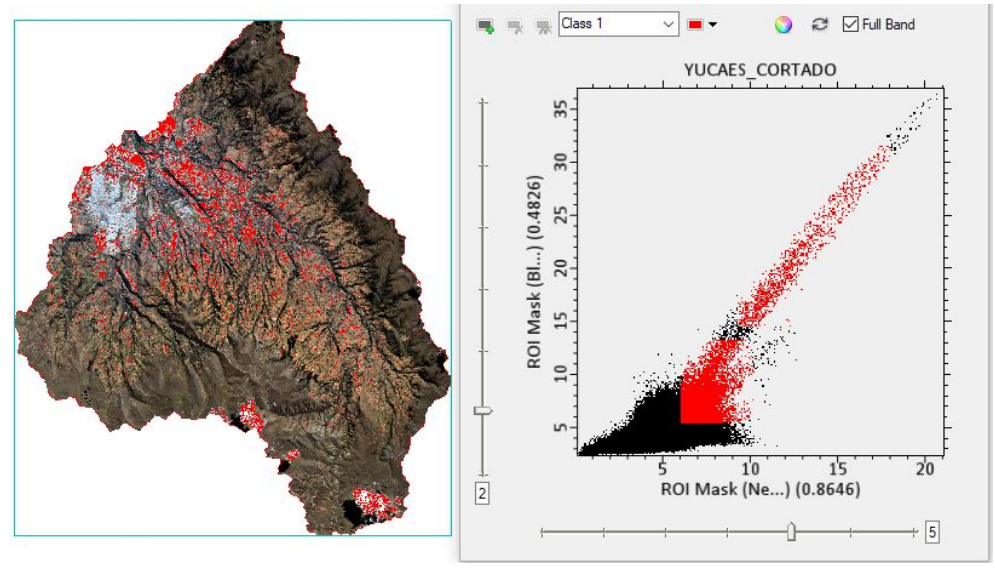 Class 1
Full Band
YUCAES_CORTADO
35
30
25
20
15
10
5
ROI Mask (Bl...) (0.4826)
5
10
15
20
ROI Mask (Ne...) (0.8646)
2
5